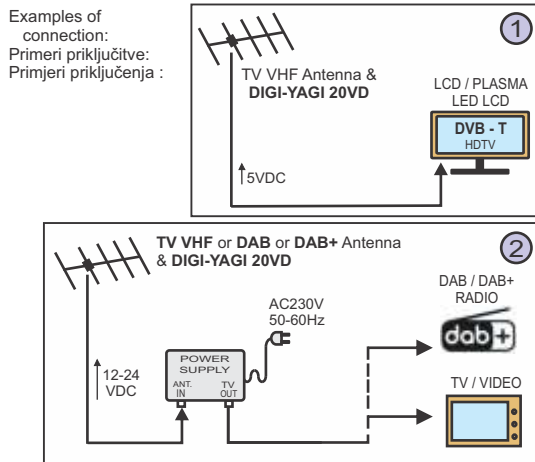 Examples of
connection:
Primeri priključitve:
Primjeri priključenja :
1
TV VHF Antenna &
DIGI-YAGI 20VD
LCD / PLASMA
LED LCD
DVB - T
HDTV
5VDC
2
TV VHF or DAB or DAB+ Antenna
& DIGI-YAGI 20VD
AC230V
50-60Hz
DAB / DAB+
RADIO
dab+
12-24
VDC
POWER
SUPPLY
ANT. TV
IN OUT
TV / VIDEO